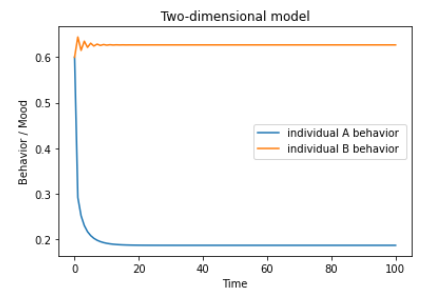 Two-dimensional model
Behavior / Mood
0.6
0.5
0.4
0.3
0.2
individual A behavior
individual B behavior
0
20
40
60
80
100
Time